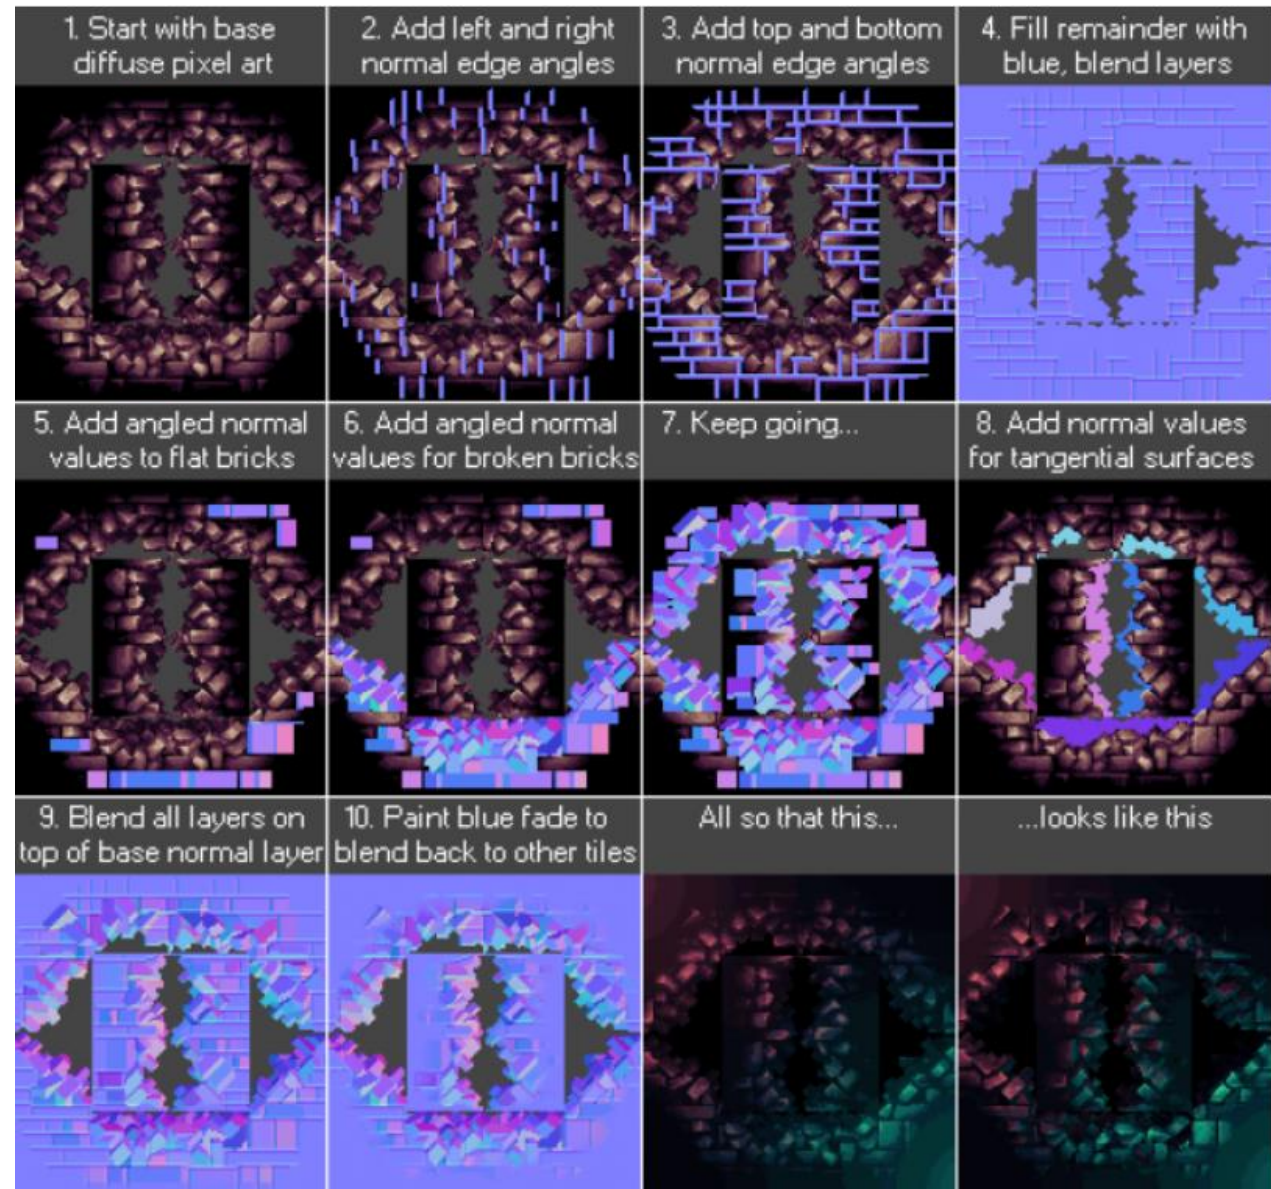 1. Start with base
diffuse pixel art
2. Add left and right
normal edge angles
3. Add top and bottom
normal edge angles
4. Fill remainder with
blue, blend layers
5. Add angled normal
values to flat bricks
6. Add angled normal
values for broken bricks
7. Keep going...
8. Add normal values
for tangential surfaces
9. Blend all layers on
top of base normal layer
10. Paint blue fade to
blend back to other tiles
All so that this...
...looks like this